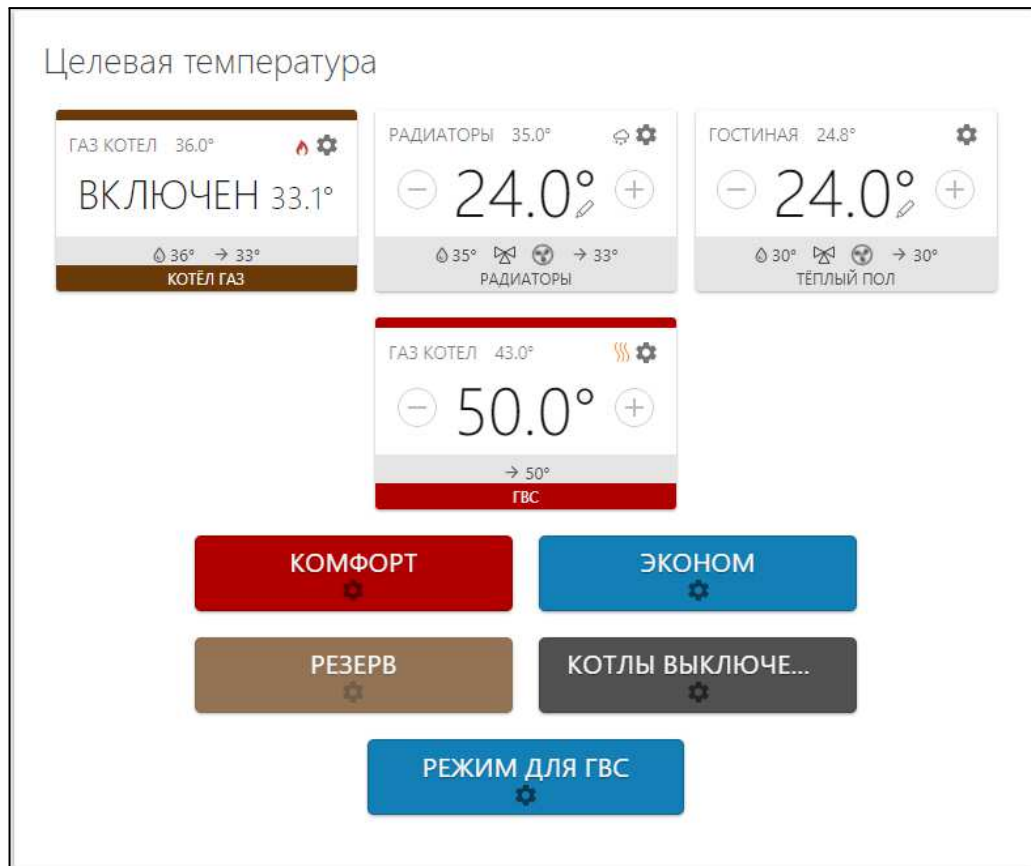 Целевая температура
ГАЗ КОТЕЛ 36.0°
ВКЛЮЧЕН 33.1°
36° → 33°
КОТЁЛ ГАЗ
РАДИАТОРЫ 35.0°
24.0°
35° → 33°
РАДИАТОРЫ
ГОСТИНАЯ 24.8°
24.0°
30° → 30°
ТЁПЛЫЙ ПОЛ
ГАЗ КОТЕЛ 43.0°
50.0°
→ 50°
ГВС
КОМФОРТ
ЭКОНОМ
РЕЗЕРВ
КОТЛЫ ВЫКЛЮЧЕ...
РЕЖИМ ДЛЯ ГВС